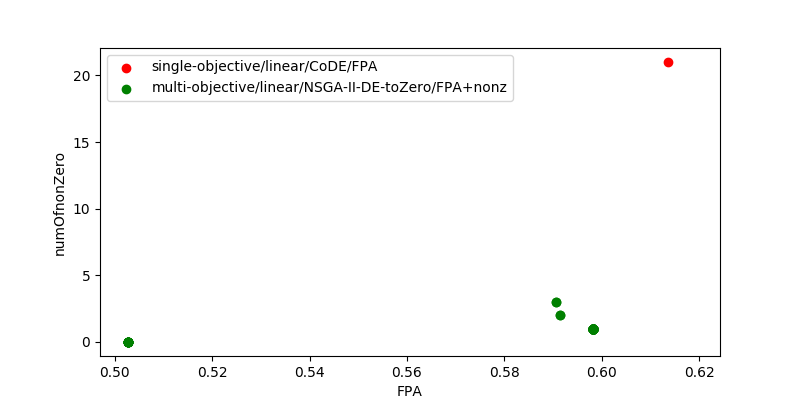 single-objective/linear/CoDE/FPA
multi-objective/linear/NSGA-II-DE-toZero/FPA+nonz
20
15
10
5
0
numOfnonZero
0.50 0.52 0.54 0.56 0.58 0.60 0.62
FPA